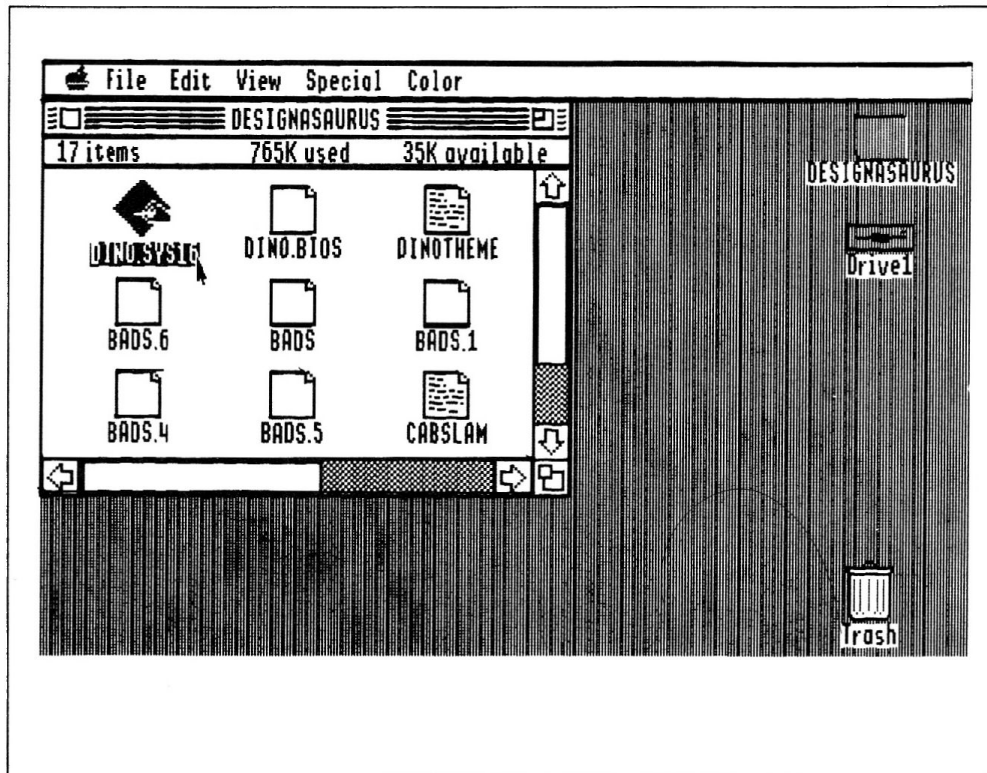 File Edit View Special Color
DESIGNASAURUS
17 items 765K used 35K available
DINO.SYS16 DINO.BIOS DINOTHEME
BADS.6 BADS BADS.1
BADS.4 BADS.5 CABSLAM
DESIGNASAURUS
Drive1
Trash